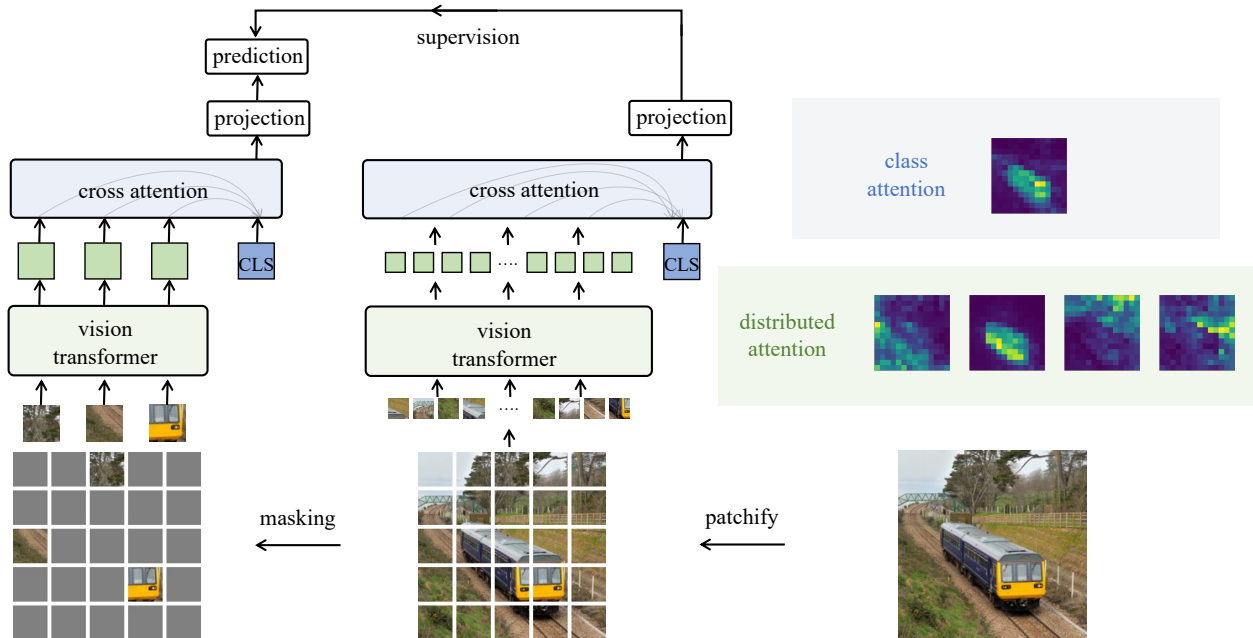 supervision
prediction
projection
projection
cross attention
cross attention
class
attention
CLS
....
CLS
distributed
attention
vision
transformer
vision
transformer
....
masking
patchify